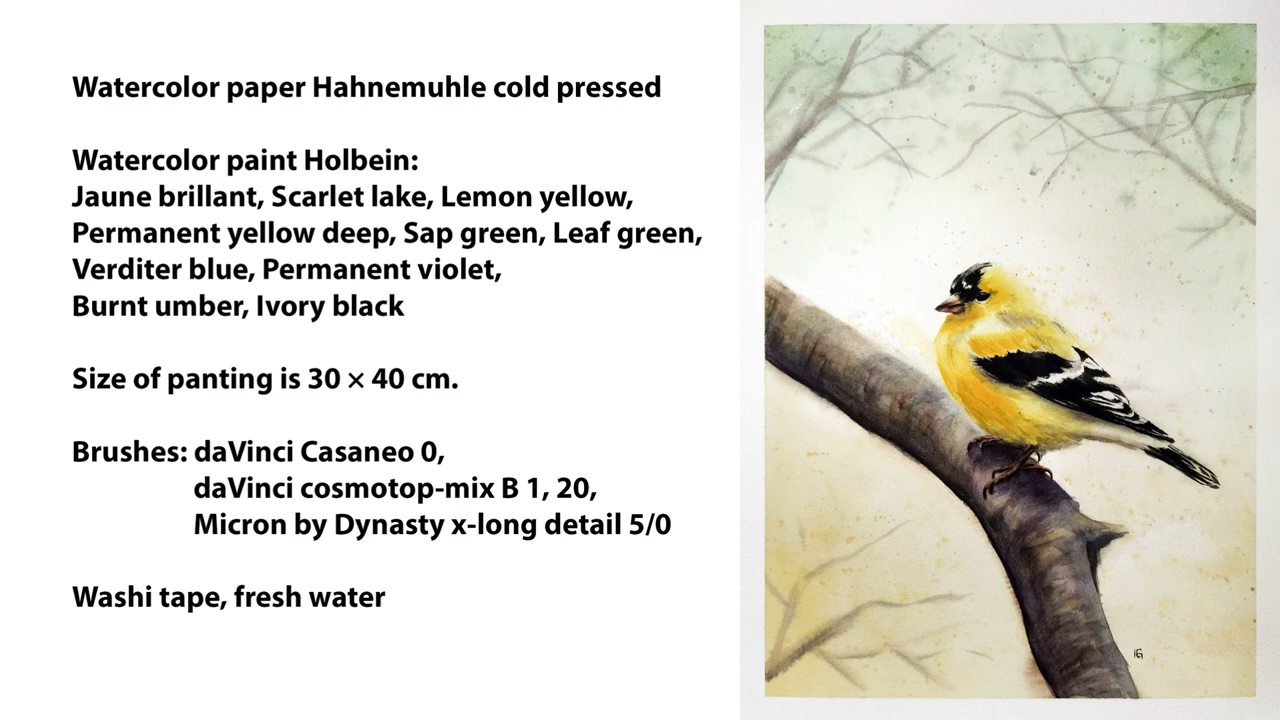 Watercolor paper Hahnemuhle cold pressed
Watercolor paint Holbein:
Jaune brillant, Scarlet lake, Lemon yellow,
Permanent yellow deep, Sap green, Leaf green,
Verditer blue, Permanent violet,
Burnt umber, Ivory black
Size of panting is 30 × 40 cm.
Brushes: daVinci Casaneo 0,
daVinci cosmotop-mix B 1, 20,
Micron by Dynasty x-long detail 5/0
Washi tape, fresh water
IG